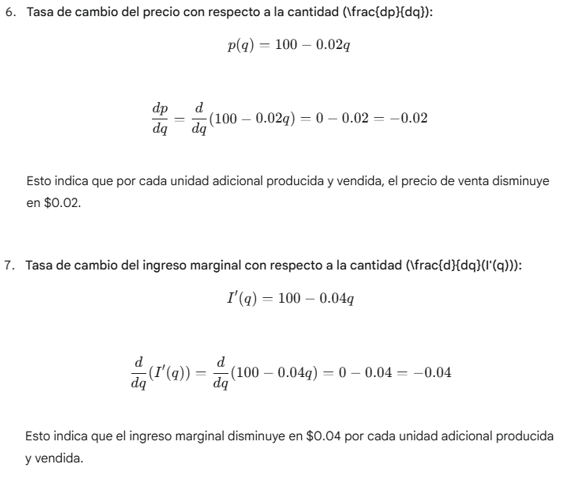 6. Tasa de cambio del precio con respecto a la cantidad (\frac{dp}{dq}):
p(q) = 100 − 0.02q
dp/dq = d/dq (100 − 0.02q) = 0 − 0.02 = −0.02
Esto indica que por cada unidad adicional producida y vendida, el precio de venta disminuye
en $0.02.
7. Tasa de cambio del ingreso marginal con respecto a la cantidad (\frac{d}{dq}(I'(q))):
I′(q) = 100 − 0.04q
d/dq (I′(q)) = d/dq (100 − 0.04q) = 0 − 0.04 = −0.04
Esto indica que el ingreso marginal disminuye en $0.04 por cada unidad adicional producida
y vendida.